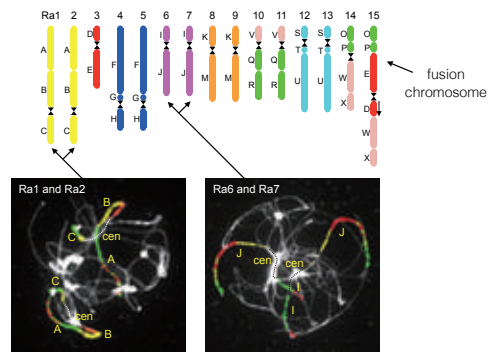 Ra1 2 3 4 5 6 7 8 9 10 11 12 13 14 15
A B C
A B C
D E
F G H
F G H
I J
I J
K M
K M
V Q R
V Q R
S T U
S T U
O P W X
O P E D W X
fusion
chromosome
Ra1 and Ra2
B
C
cen
A
C
cen
A
B
Ra6 and Ra7
J
J
cen
cen
I
I